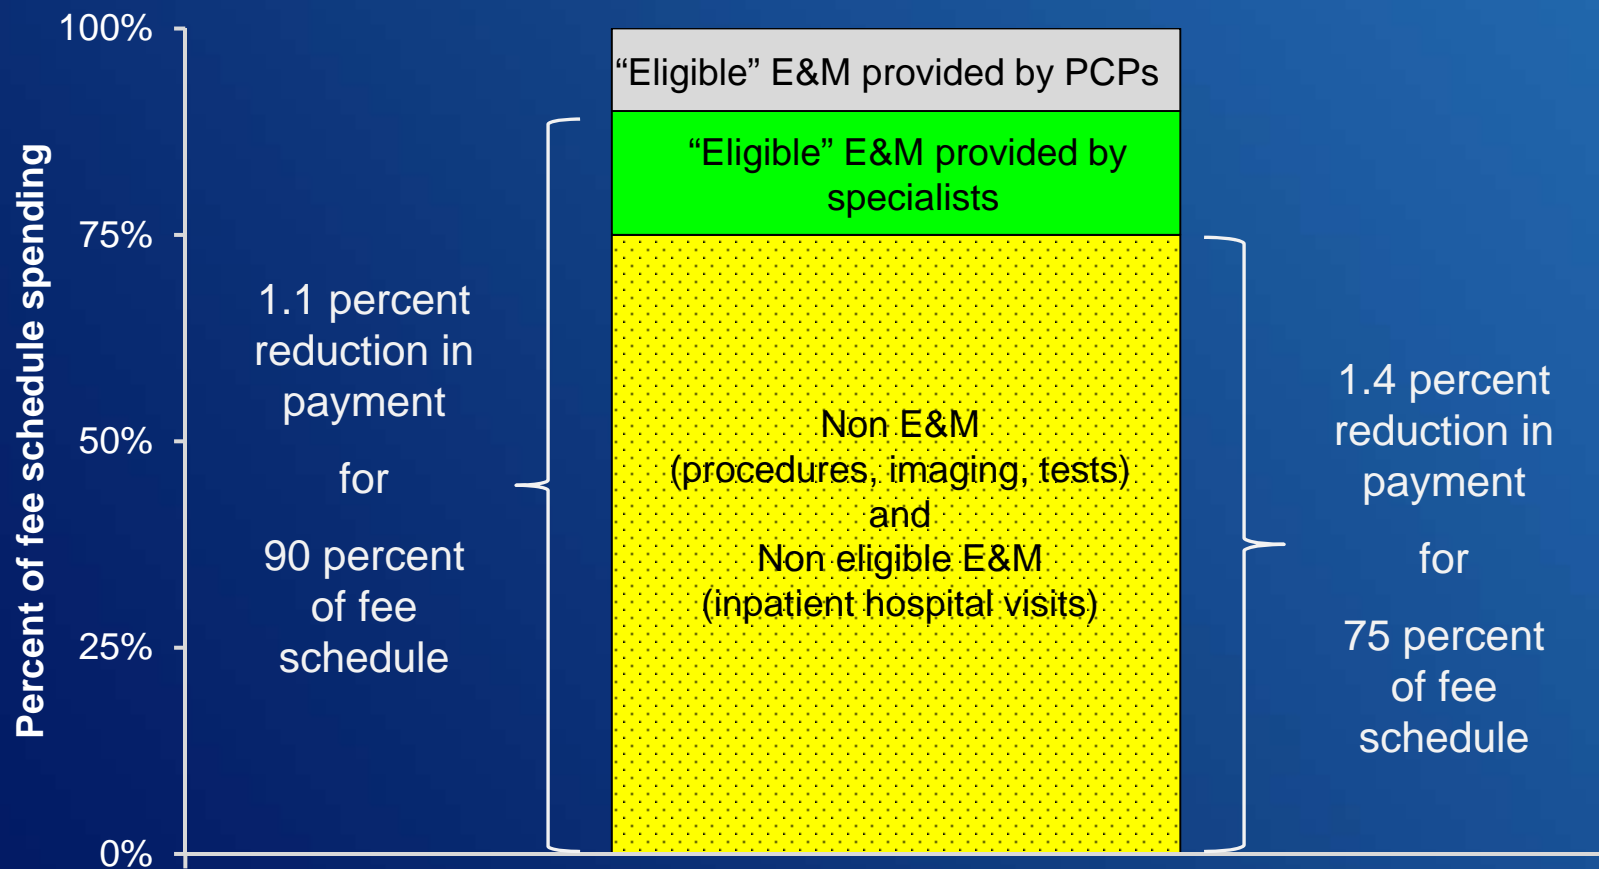 Percent of fee schedule spending
100%
75%
50%
25%
0%
1.1 percent
reduction in
payment
for
90 percent
of fee
schedule
“Eligible” E&M provided by PCPs
“Eligible” E&M provided by
specialists
Non E&M
(procedures, imaging, tests)
and
Non eligible E&M
(inpatient hospital visits)
1.4 percent
reduction in
payment
for
75 percent
of fee
schedule